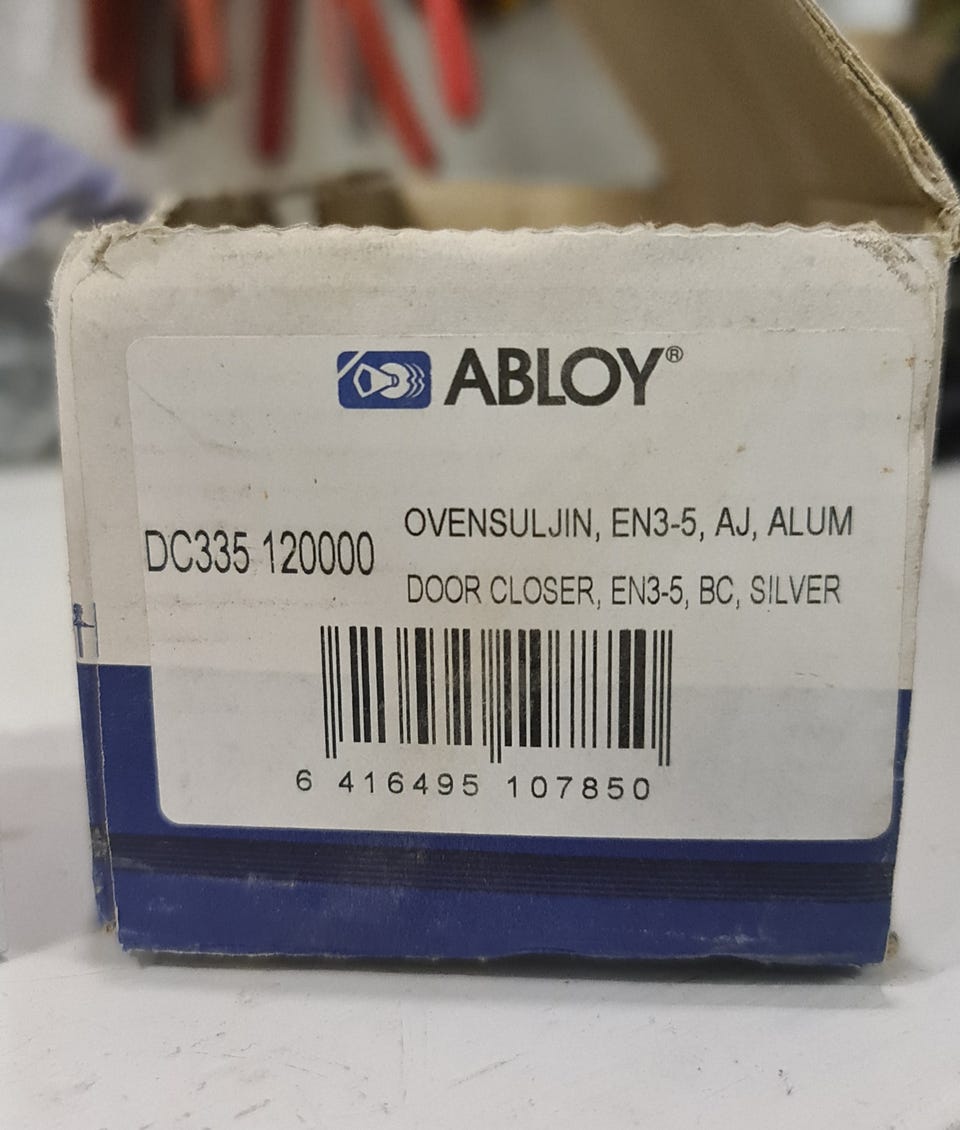 ABLOY®
DC335 120000
OVENSULJIN, EN3-5, AJ, ALUM
DOOR CLOSER, EN3-5, BC, SILVER
6 416495 107850